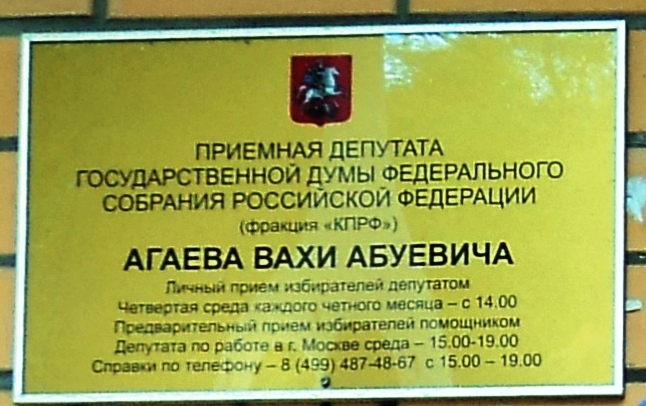 ПРИЕМНАЯ ДЕПУТАТА
ГОСУДАРСТВЕННОЙ ДУМЫ ФЕДЕРАЛЬНОГО
СОБРАНИЯ РОССИЙСКОЙ ФЕДЕРАЦИИ
(фракция «КПРФ»)
АГАЕВА ВАХИ АБУЕВИЧА
Личный прием избирателей депутатом
Четвертая среда каждого четного месяца – с 14.00
Предварительный прием избирателей помощником
Депутата по работе в г. Москве среда – 15.00-19.00
Справки по телефону – 8 (499) 487-48-67 с 15.00 – 19.00